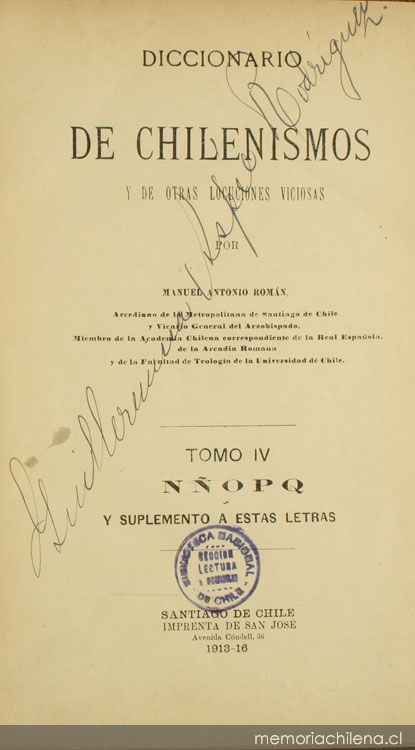 DICCIONARIO
DE CHILENISMOS
Y DE OTRAS LOCUCIONES VICIOSAS
POR
MANUEL ANTONIO ROMÁN,
Arcediano de la Metropolitana de Santiago de Chile
y Vicario General del Arzobispado,
Miembro de la Academia Chilena correspondiente de la Real Española,
de la Arcadia Romana
y de la Facultad de Teología de la Universidad de Chile.
Guillermina Rodríguez
TOMO IV
NÑOPQ
Y SUPLEMENTO Á ESTAS LETRAS
BIBLIOTECA NACIONAL
SECCION
LECTURA
A DOMICILIO
DE CHILE
SANTIAGO DE CHILE
IMPRENTA DE SAN JOSÉ
Avenida Cóndell, 36
1913-16
memoriachilena.cl